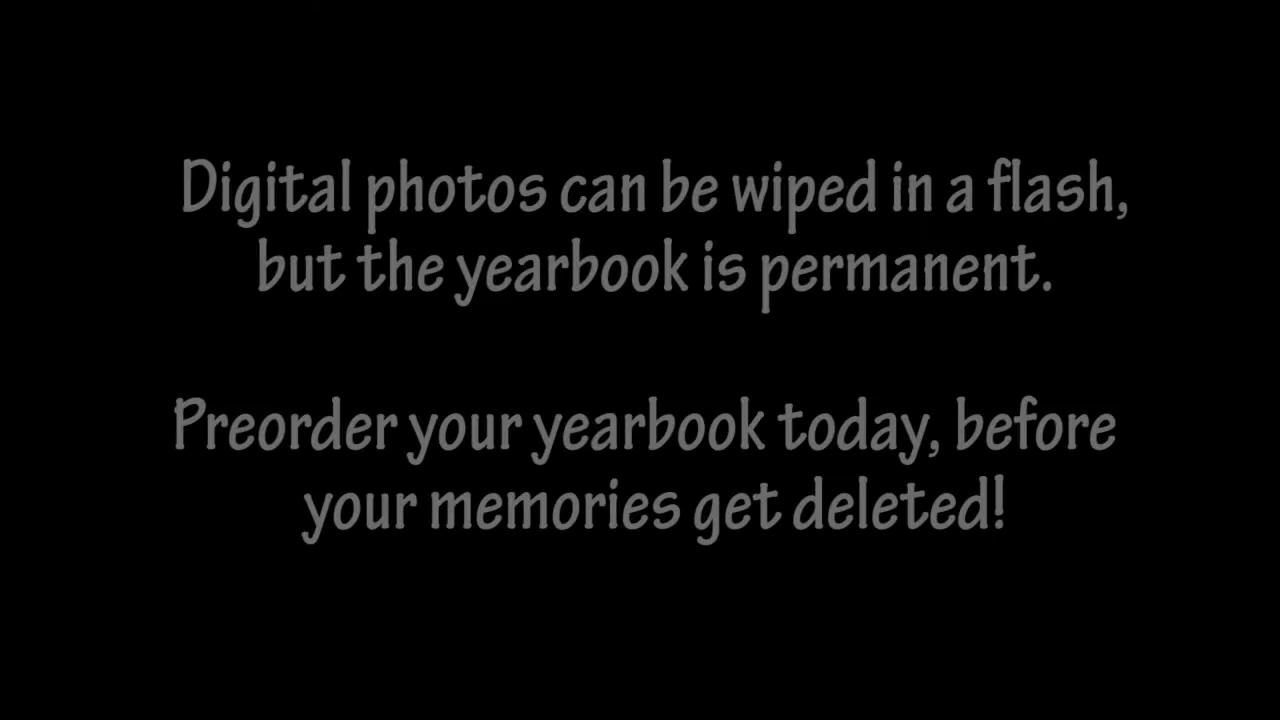 Digital photos can be wiped in a flash,
but the yearbook is permanent.
Preorder your yearbook today, before
your memories get deleted!